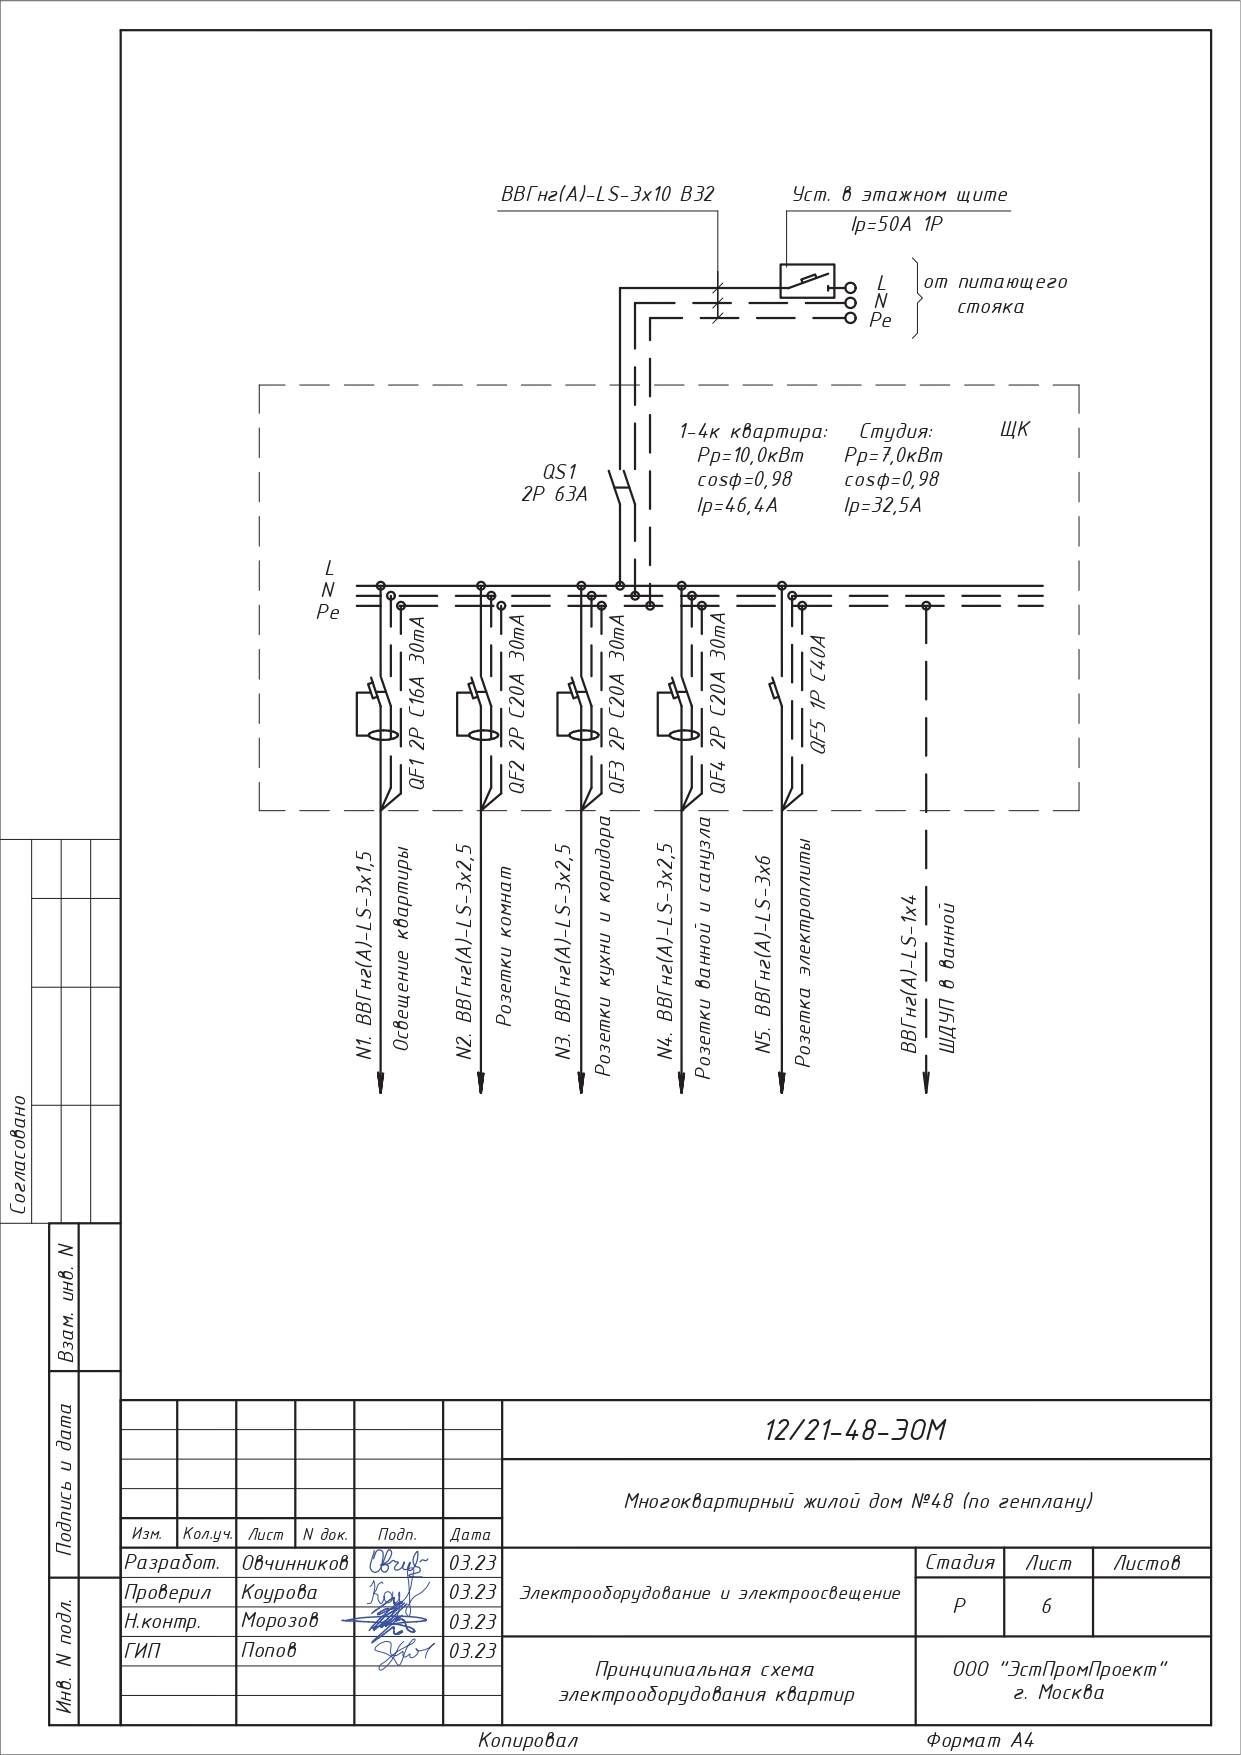 ВВГнг(А)-LS-3х10 В32
Уст. в этажном щите
Iр=50А 1Р
L
N
Pe
от питающего
стояка
1-4к квартира:
Рр=10,0кВт
cosф=0,98
Iр=46,4А
Студия:
Рр=7,0кВт
cosф=0,98
Iр=32,5А
ЩК
QS1
2Р 63А
L
N
Pe
QF1 2Р С16А 30mA
QF2 2Р С20А 30mA
QF3 2Р С20А 30mA
QF4 2Р С20А 30mA
QF5 1Р С40А
N1. ВВГнг(А)-LS-3х1,5
Освещение квартиры
N2. ВВГнг(А)-LS-3х2,5
Розетки комнат
N3. ВВГнг(А)-LS-3х2,5
Розетки кухни и коридора
N4. ВВГнг(А)-LS-3х2,5
Розетки ванной и санузла
N5. ВВГнг(А)-LS-3х6
Розетка электроплиты
ВВГнг(А)-LS-1х4
ШДУП в ванной
Согласовано
Взам. инв. N
Подпись и дата
Инв. N подл.
12/21-48-ЭОМ
Многоквартирный жилой дом №48 (по генплану)
Изм. Кол.уч. Лист N док. Подп. Дата
Разработ. Овчинников 03.23
Проверил Коурова 03.23
Н.контр. Морозов 03.23
ГИП Попов 03.23
Электрооборудование и электроосвещение
Стадия Лист Листов
Р 6
Принципиальная схема
электрооборудования квартир
ООО "ЭстПромПроект"
г. Москва
Копировал
Формат А4